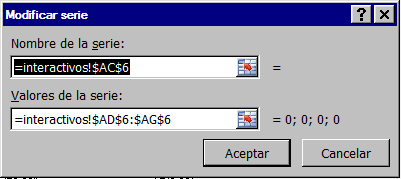 Modificar serie
?
Nombre de la serie:
=interactivos!$AC$6 =
Valores de la serie:
=interactivos!$AD$6:$AG$6 = 0; 0; 0; 0
Aceptar Cancelar